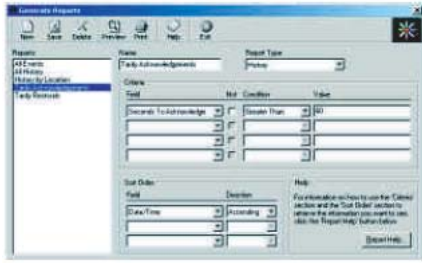 Generate Reports
New Save Delete Preview Print Help Exit
Reports
All Events
All History
History by Location
Tardy Acknowledgements
Tardy Restorals
Name
Tardy Acknowledgements
Report Type
History
Criteria
Field Not Condition Value
Seconds To Acknowledge Greater Than 60
Sort Order
Field Direction
Date/Time Ascending
Help
For information on how to use the 'Criteria'
section and the 'Sort Order' section to
retrieve the information you want to see,
click the 'Report Help' button below.
Report Help